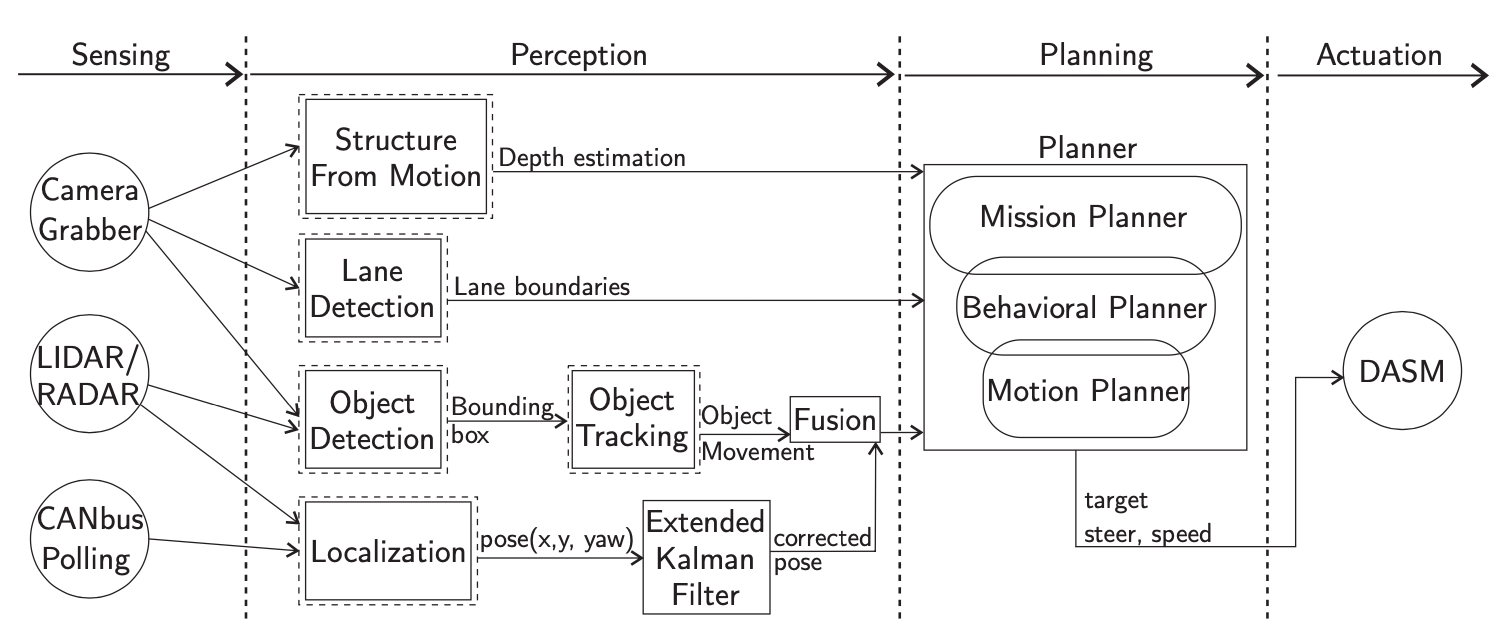 Sensing
Perception
Planning
Actuation
Camera
Grabber
LIDAR/
RADAR
CANbus
Polling
Structure
From Motion
Depth estimation
Lane
Detection
Lane boundaries
Object
Detection
Bounding
box
Object
Tracking
Object
Movement
Fusion
Localization
pose(x,y, yaw)
Extended
Kalman
Filter
corrected
pose
Planner
Mission Planner
Behavioral Planner
Motion Planner
target
steer, speed
DASM